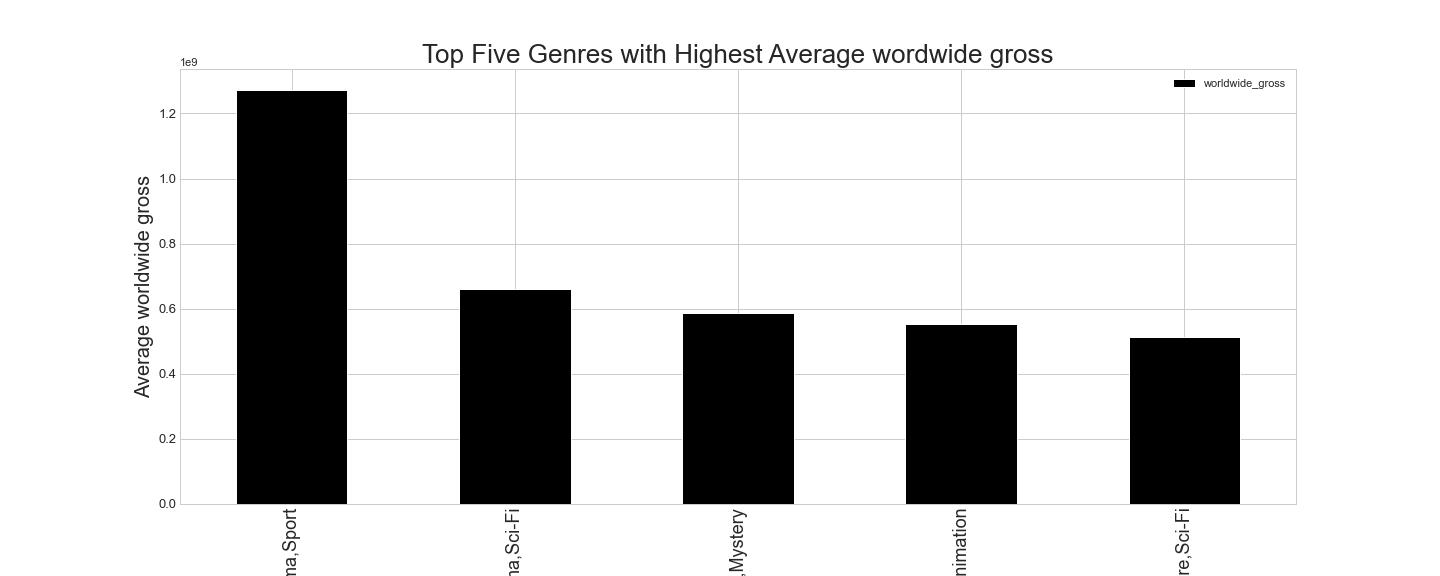 Top Five Genres with Highest Average wordwide gross
1e9
worldwide_gross
1.2
1.0
0.8
0.6
0.4
0.2
0.0
Average worldwide gross
ma,Sport
na,Sci-Fi
,Mystery
nimation
re,Sci-Fi